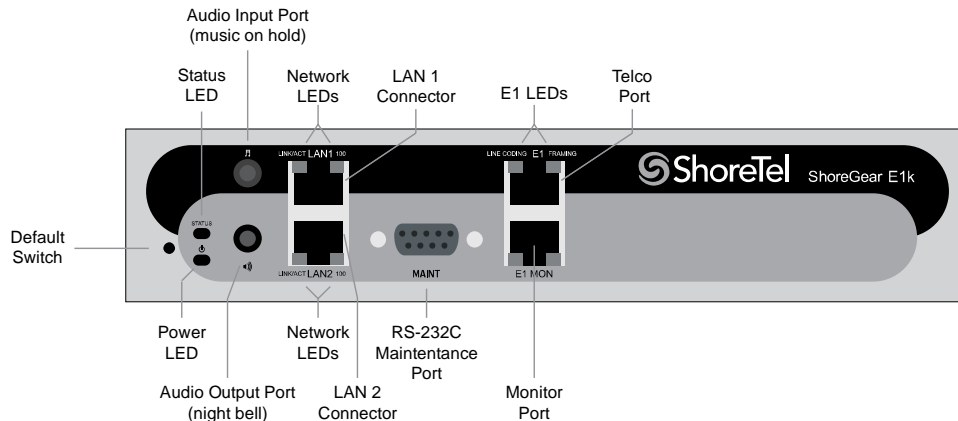 Audio Input Port
(music on hold)
Status
LED
Network
LEDs
LAN 1
Connector
E1 LEDs
Telco
Port
LINK/ACT LAN1 100
LINE CODING E1 FRAMING
ShoreTel
ShoreGear E1k
STATUS
Default
Switch
LINK/ACT LAN2 100
MAINT
E1 MON
Power
LED
Network
LEDs
RS-232C
Maintentance
Port
Audio Output Port
(night bell)
LAN 2
Connector
Monitor
Port